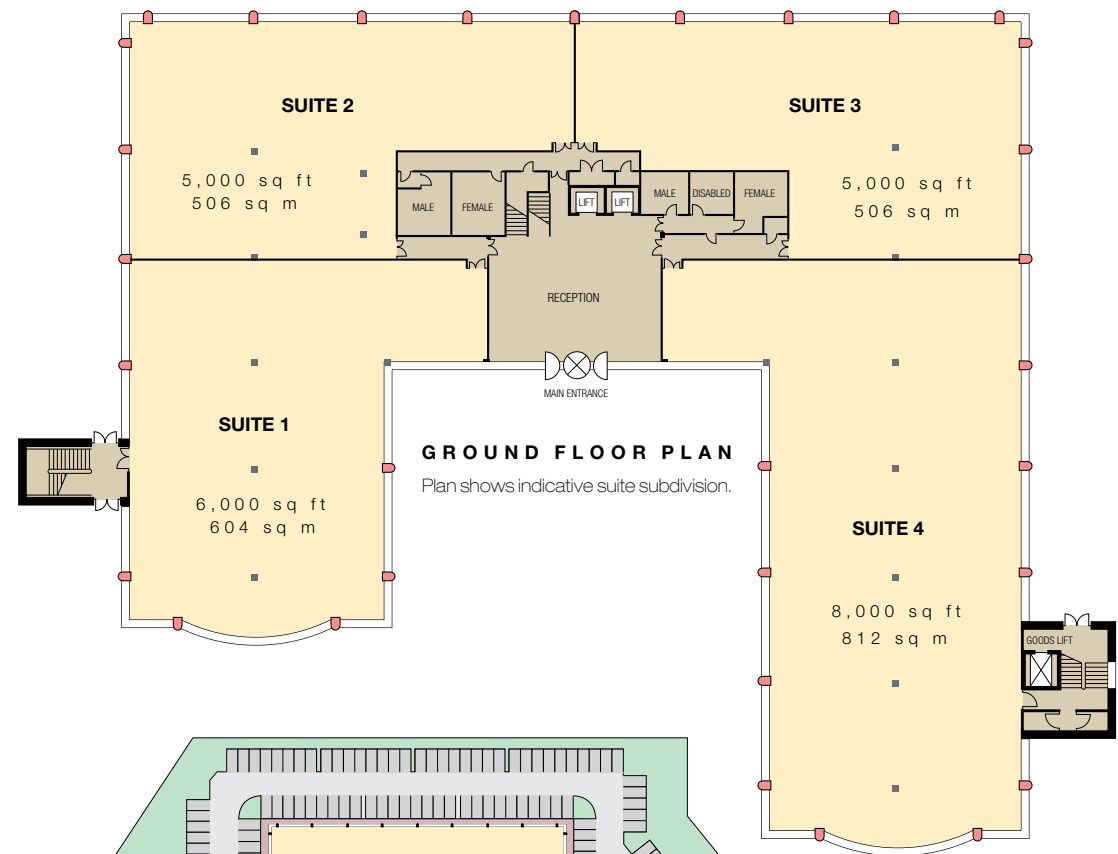 SUITE 2
SUITE 3
5,000 sq ft
506 sq m
5,000 sq ft
506 sq m
MALE
FEMALE
LIFT
LIFT
MALE
DISABLED
FEMALE
RECEPTION
MAIN ENTRANCE
SUITE 1
6,000 sq ft
604 sq m
GROUND FLOOR PLAN
Plan shows indicative suite subdivision.
SUITE 4
8,000 sq ft
812 sq m
GOODS LIFT